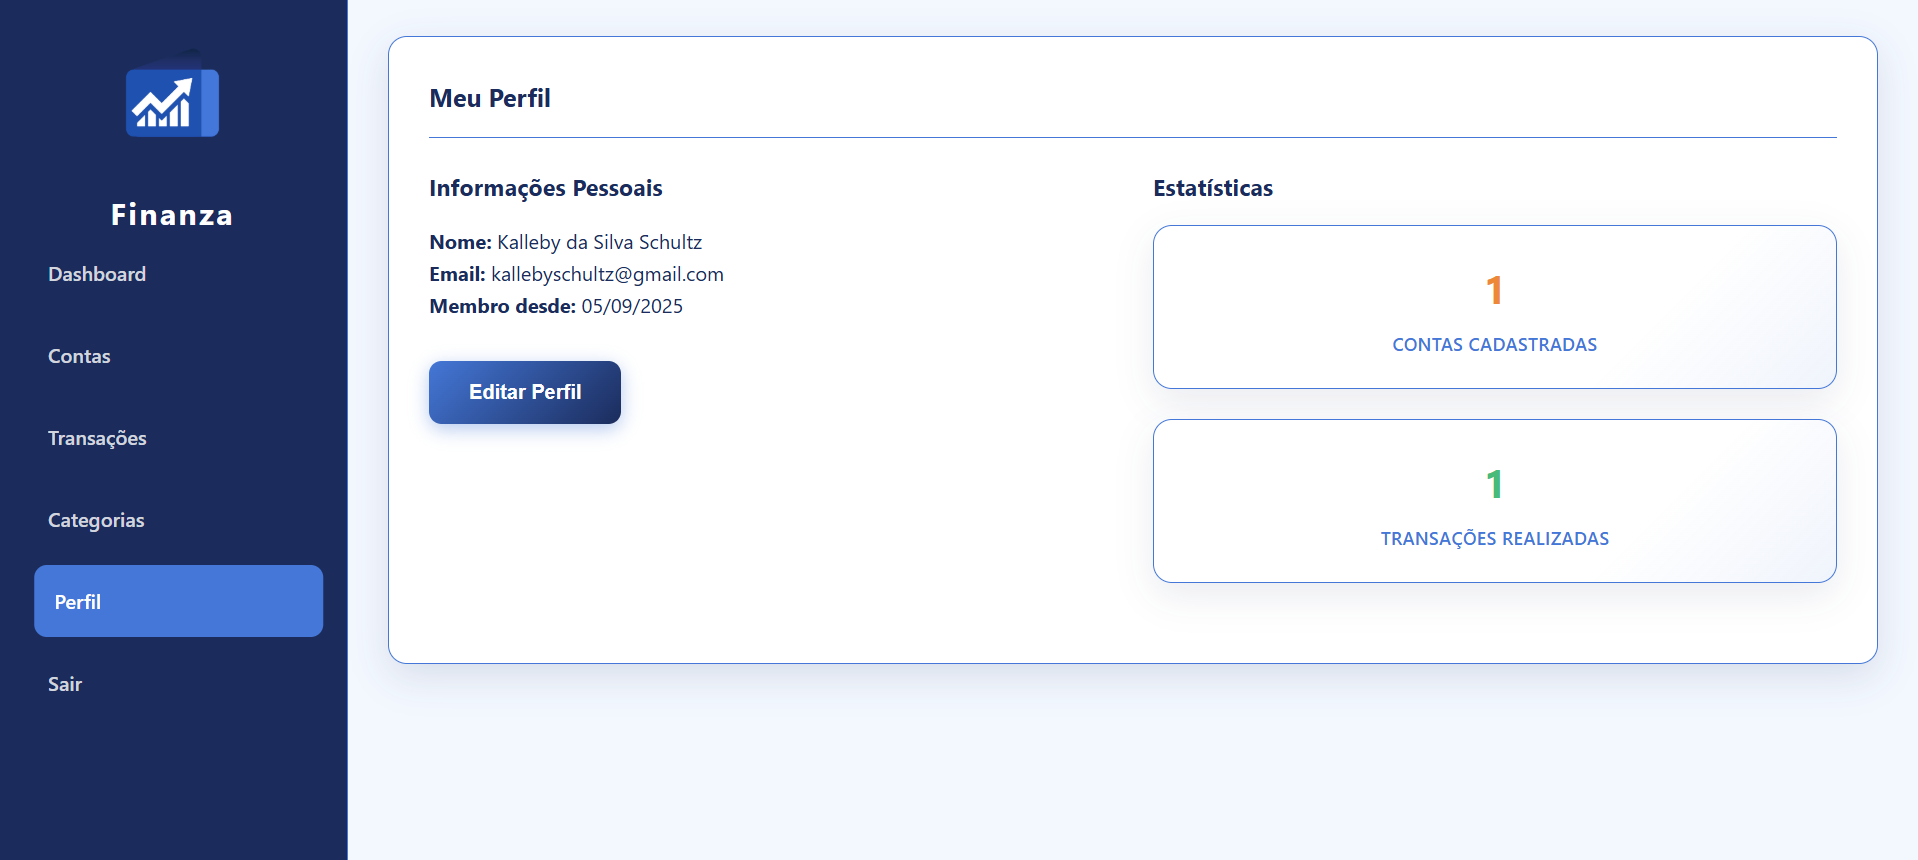 Finanza
Dashboard
Contas
Transações
Categorias
Perfil
Sair
Meu Perfil
Informações Pessoais
Nome: Kalleby da Silva Schultz
Email: kallebyschultz@gmail.com
Membro desde: 05/09/2025
Editar Perfil
Estatísticas
1
CONTAS CADASTRADAS
1
TRANSAÇÕES REALIZADAS